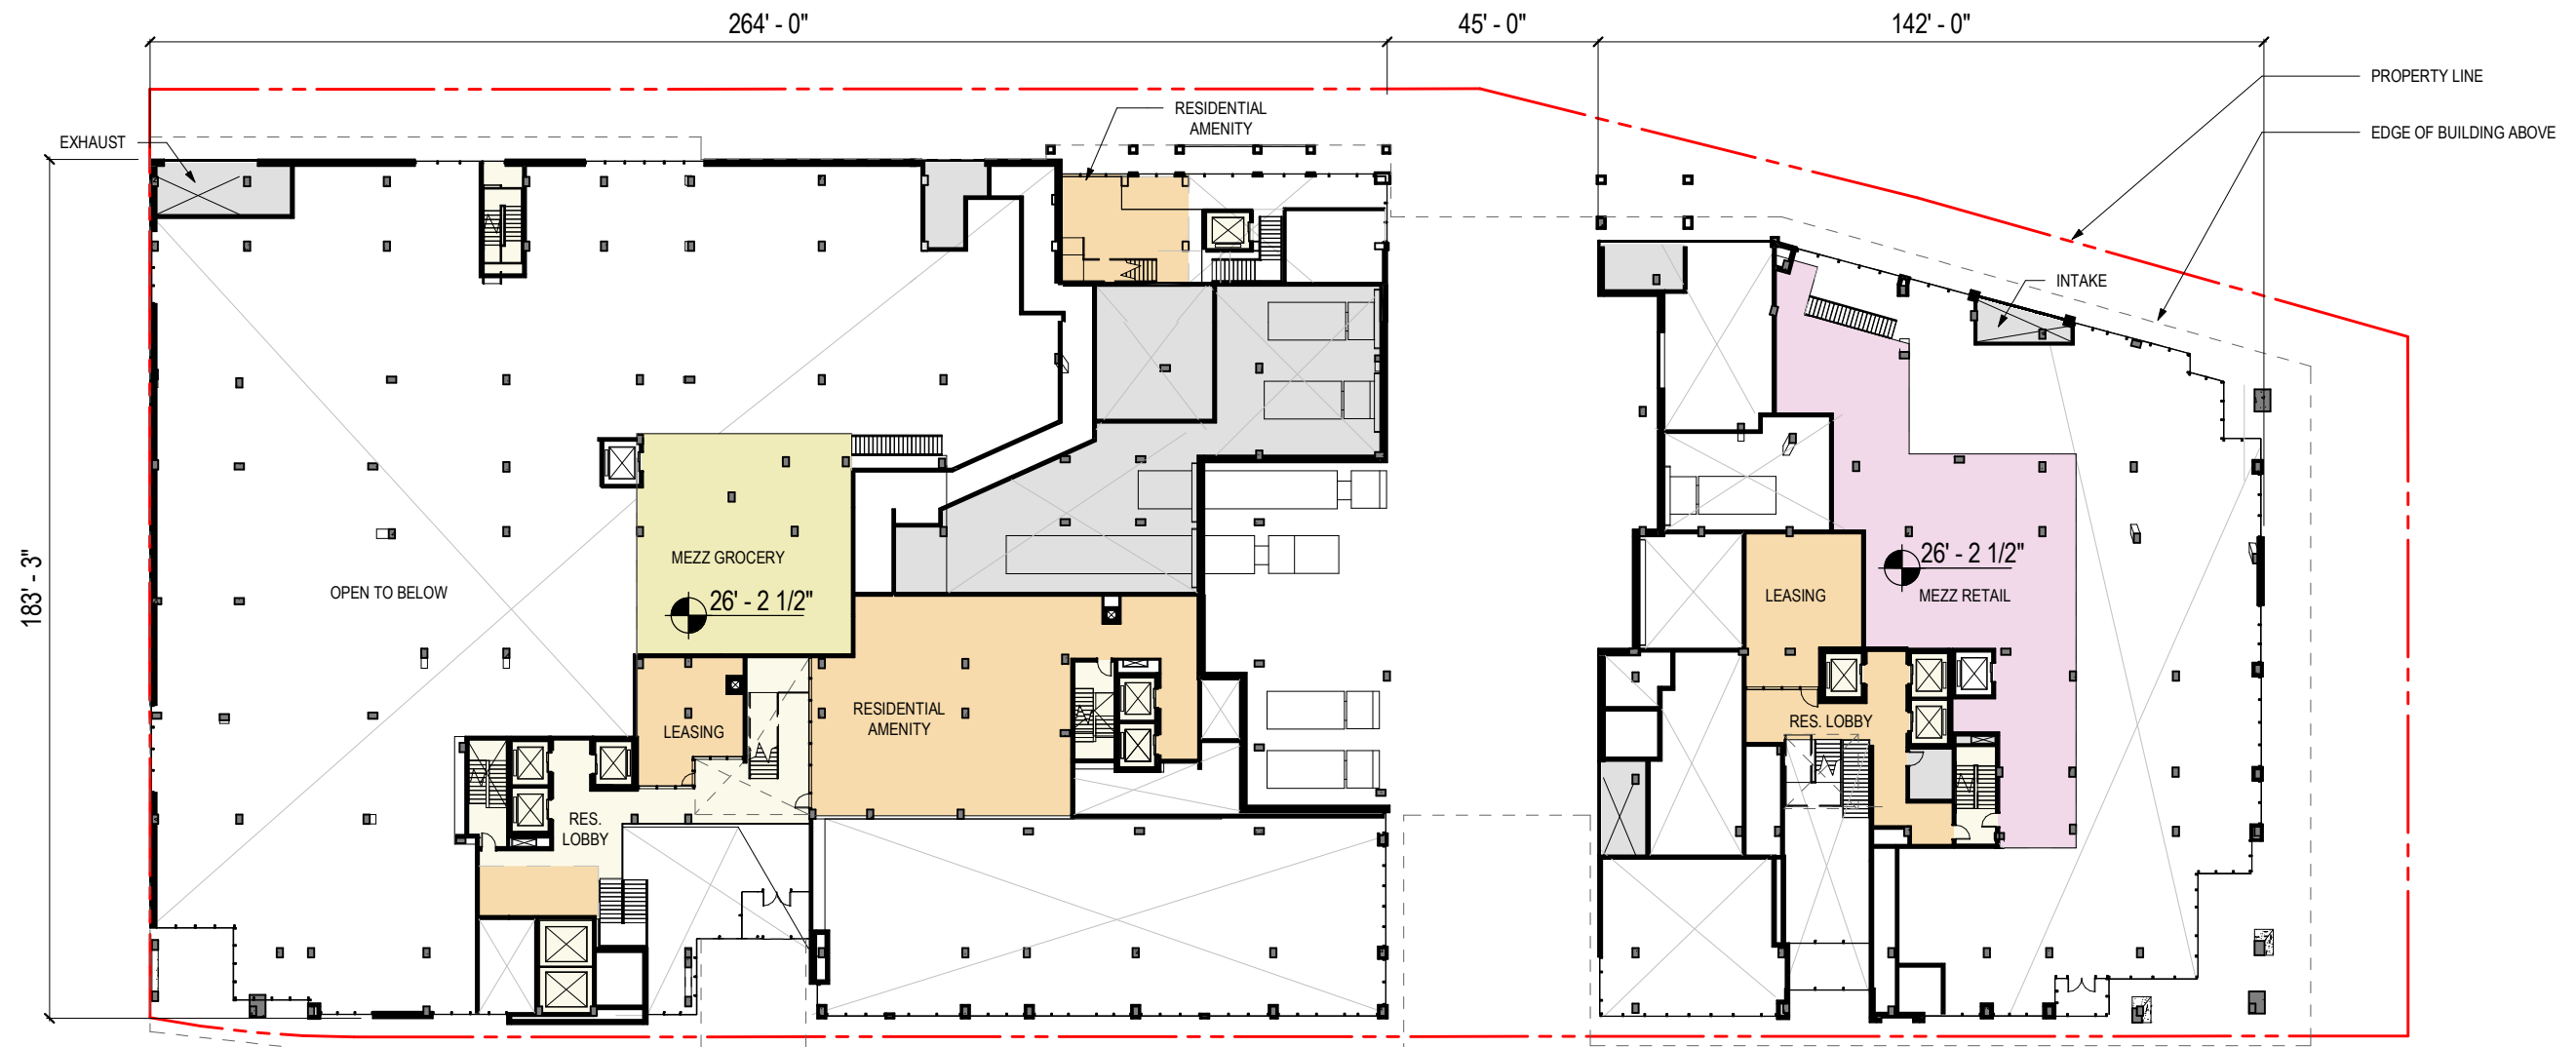 264' - 0"
45' - 0"
142' - 0"
PROPERTY LINE
EDGE OF BUILDING ABOVE
RESIDENTIAL
AMENITY
EXHAUST
INTAKE
183' - 3"
OPEN TO BELOW
MEZZ GROCERY
26' - 2 1/2"
26' - 2 1/2"
LEASING
MEZZ RETAIL
RESIDENTIAL
AMENITY
LEASING
RES. LOBBY
RES.
LOBBY